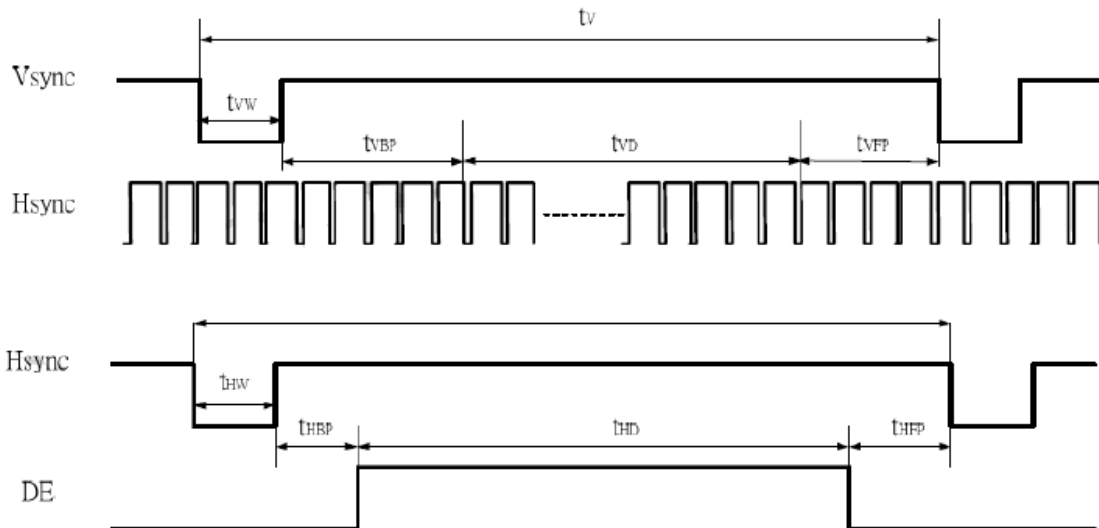 tV
Vsync
tVW
tVBP tVD tVFP
Hsync
Hsync
tHW
tHBP tHD tHFP
DE